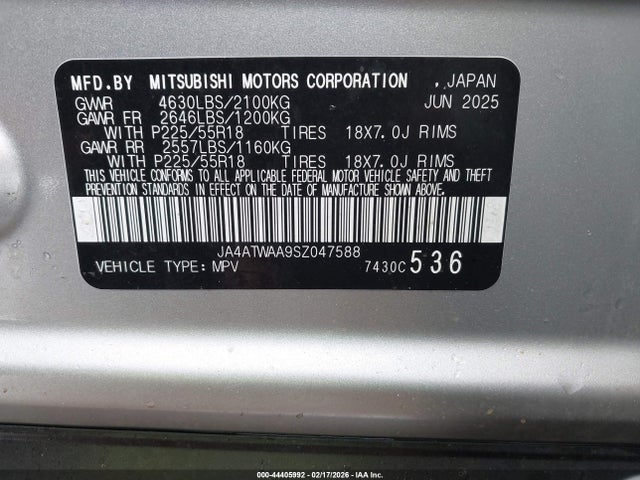 MFD.BY MITSUBISHI MOTORS CORPORATION , JAPAN
GVWR 4630LBS/2100KG JUN 2025
GAWR FR 2646LBS/1200KG
WITH P225/55R18 TIRES 18X7.0J RIMS
GAWR RR 2557LBS/1160KG
WITH P225/55R18 TIRES 18X7.0J RIMS
THIS VEHICLE CONFORMS TO ALL APPLICABLE FEDERAL MOTOR VEHICLE SAFETY AND THEFT
PREVENTION STANDARDS IN EFFECT ON THE DATE OF MANUFACTURE SHOWN ABOVE.
JA4ATWAA9SZ047588
VEHICLE TYPE: MPV 7430C 536
000-44405992 - 02/17/2026 - IAA Inc.